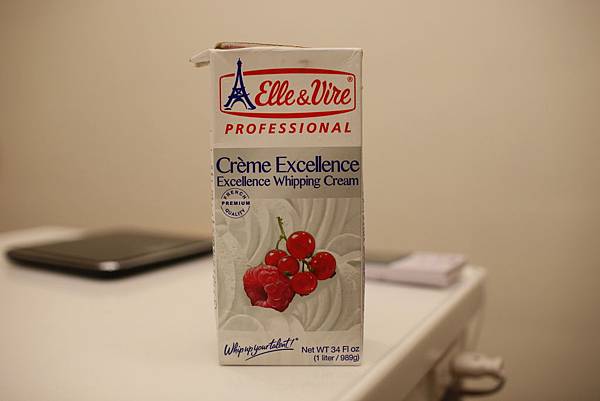 Elle&Vire®
PROFESSIONAL
Crème Excellence
Excellence Whipping Cream
FRENCH
PREMIUM
QUALITY
Whip up your talent!
Net WT 34 Fl oz
(1 liter / 989g)